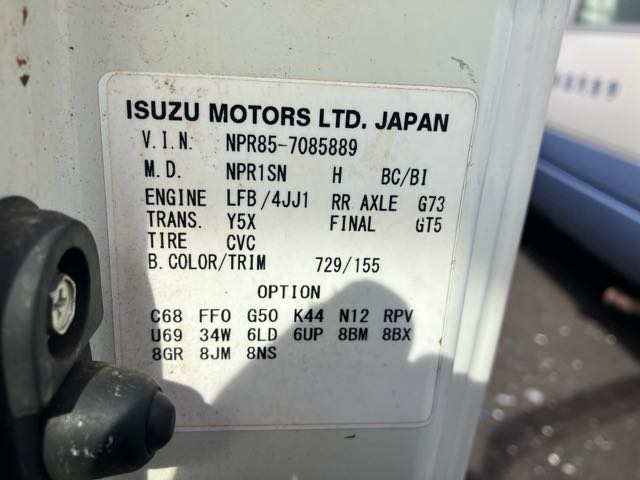 ISUZU MOTORS LTD. JAPAN
V.I.N. NPR85-7085889
M.D. NPR1SN H BC/BI
ENGINE LFB/4JJ1 RR AXLE G73
TRANS. Y5X FINAL GT5
TIRE CVC
B.COLOR/TRIM 729/155
OPTION
C68 FF0 G50 K44 N12 RPV
U69 34W 6LD 6UP 8BM 8BX
8GR 8JM 8NS